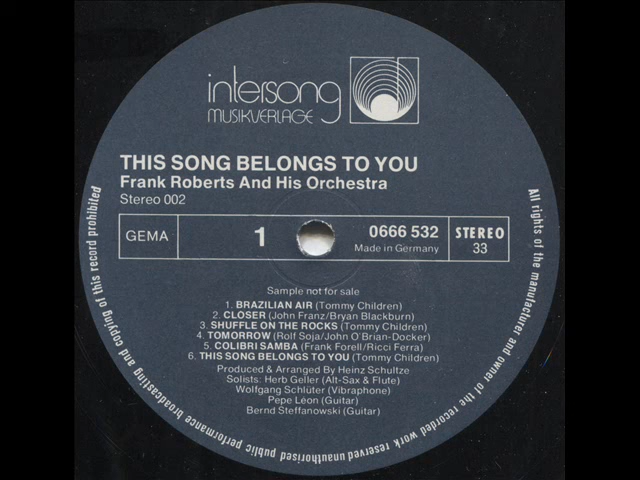 intersong
MUSIKVERLAGE
THIS SONG BELONGS TO YOU
Frank Roberts And His Orchestra
Stereo 002
GEMA
1
0666 532
Made in Germany
STEREO
33
Sample not for sale
1. BRAZILIAN AIR (Tommy Children)
2. CLOSER (John Franz/Bryan Blackburn)
3. SHUFFLE ON THE ROCKS (Tommy Children)
4. TOMORROW (Rolf Soja/John O'Brian-Docker)
5. COLIBRI SAMBA (Frank Forell/Ricci Ferra)
6. THIS SONG BELONGS TO YOU (Tommy Children)
Produced & Arranged By Heinz Schultze
Solists: Herb Geller (Alt-Sax & Flute)
Wolfgang Schlüter (Vibraphone)
Pepe Léon (Guitar)
Bernd Steffanowski (Guitar)
All rights of the manufacturer and owner of the recorded work reserved unauthorised public performance broadcasting and copying of this record prohibited